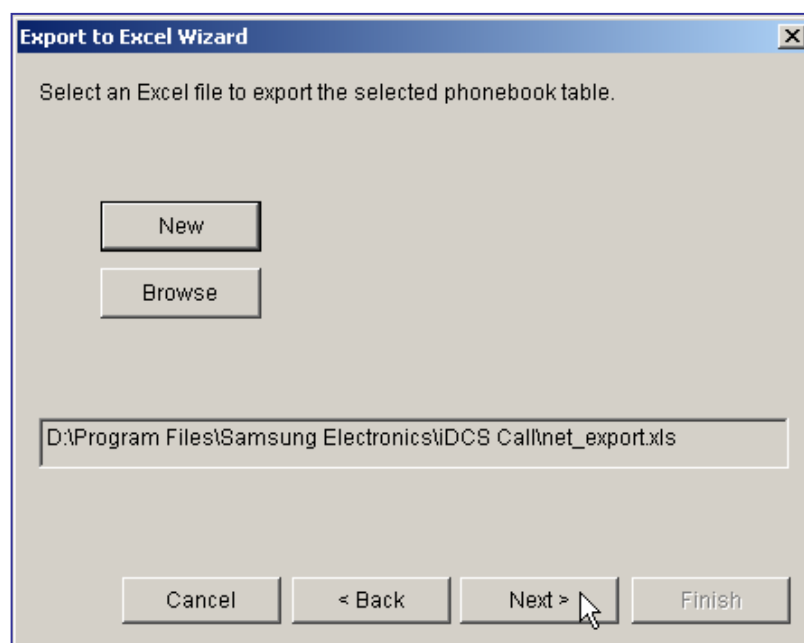 Export to Excel Wizard
Select an Excel file to export the selected phonebook table.
New
Browse
D:\Program Files\Samsung Electronics\iDCS Call\net_export.xls
Cancel
< Back
Next >
Finish